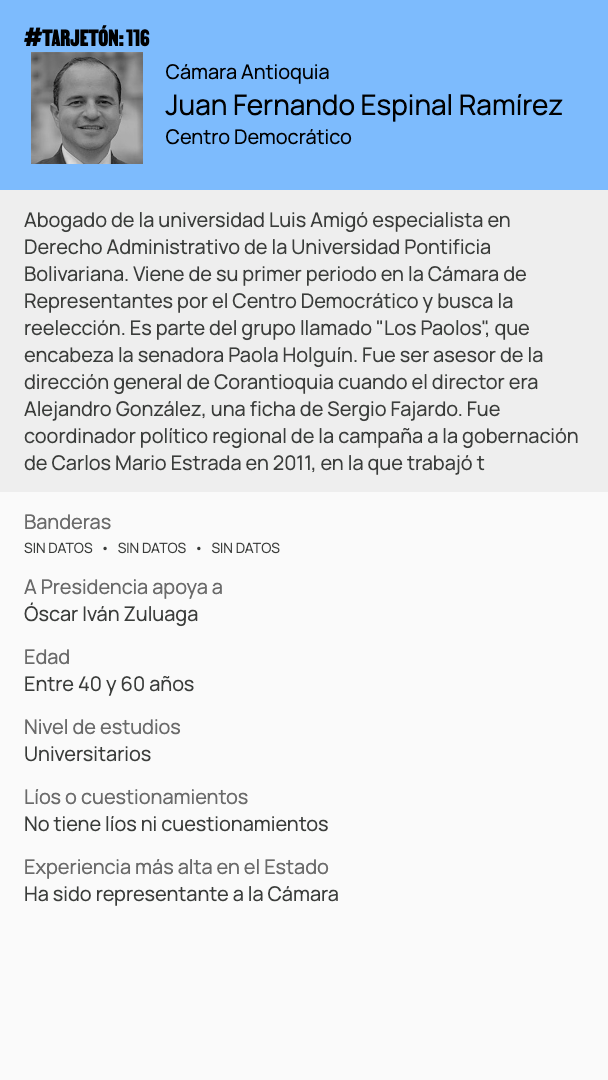 #TARJETÓN: 116
Cámara Antioquia
Juan Fernando Espinal Ramírez
Centro Democrático
Abogado de la universidad Luis Amigó especialista en
Derecho Administrativo de la Universidad Pontificia
Bolivariana. Viene de su primer periodo en la Cámara de
Representantes por el Centro Democrático y busca la
reelección. Es parte del grupo llamado "Los Paolos", que
encabeza la senadora Paola Holguín. Fue ser asesor de la
dirección general de Corantioquia cuando el director era
Alejandro González, una ficha de Sergio Fajardo. Fue
coordinador político regional de la campaña a la gobernación
de Carlos Mario Estrada en 2011, en la que trabajó t
Banderas
SIN DATOS • SIN DATOS • SIN DATOS
A Presidencia apoya a
Óscar Iván Zuluaga
Edad
Entre 40 y 60 años
Nivel de estudios
Universitarios
Líos o cuestionamientos
No tiene líos ni cuestionamientos
Experiencia más alta en el Estado
Ha sido representante a la Cámara